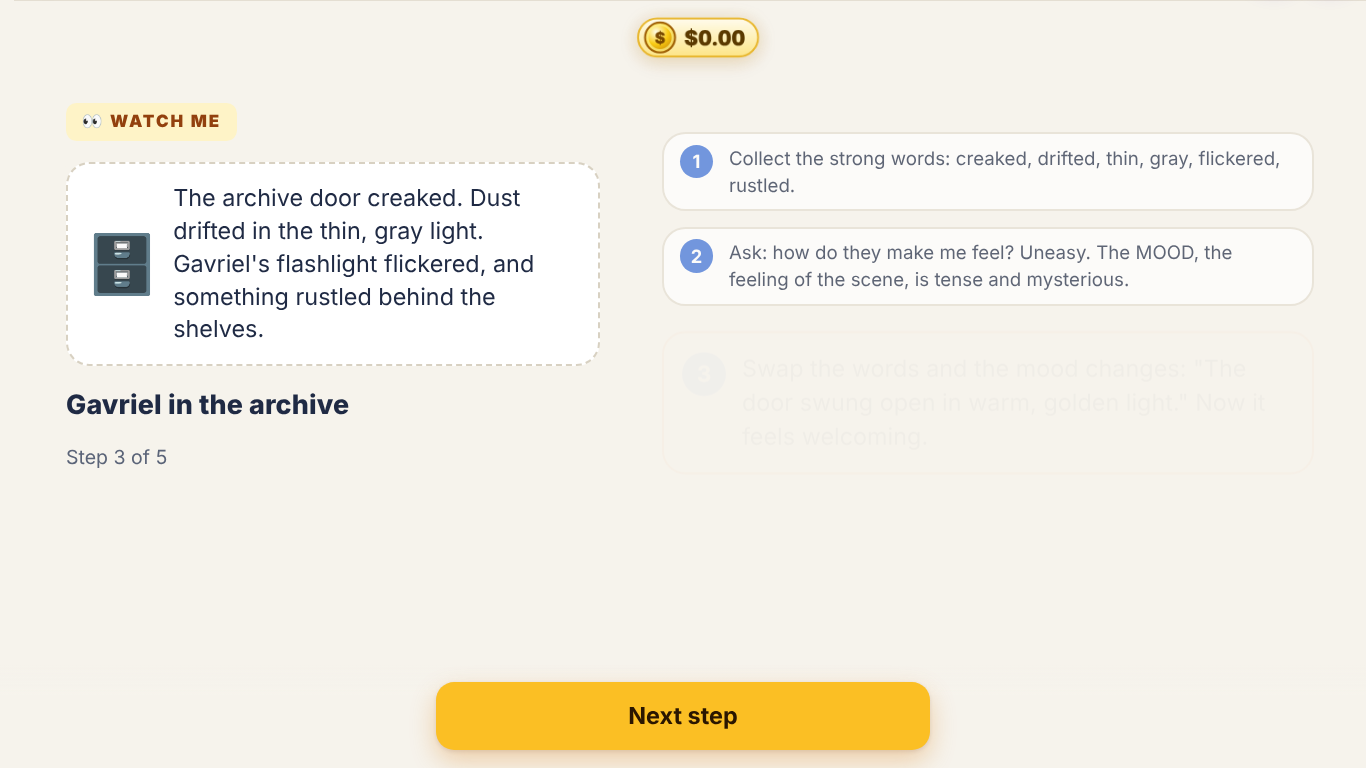 $ $0.00
👀 WATCH ME
The archive door creaked. Dust
drifted in the thin, gray light.
Gavriel's flashlight flickered, and
something rustled behind the
shelves.
Gavriel in the archive
Step 3 of 5
1 Collect the strong words: creaked, drifted, thin, gray, flickered,
rustled.
2 Ask: how do they make me feel? Uneasy. The MOOD, the
feeling of the scene, is tense and mysterious.
3 Swap the words and the mood changes: "The
door swung open in warm, golden light." Now it
feels welcoming.
Next step